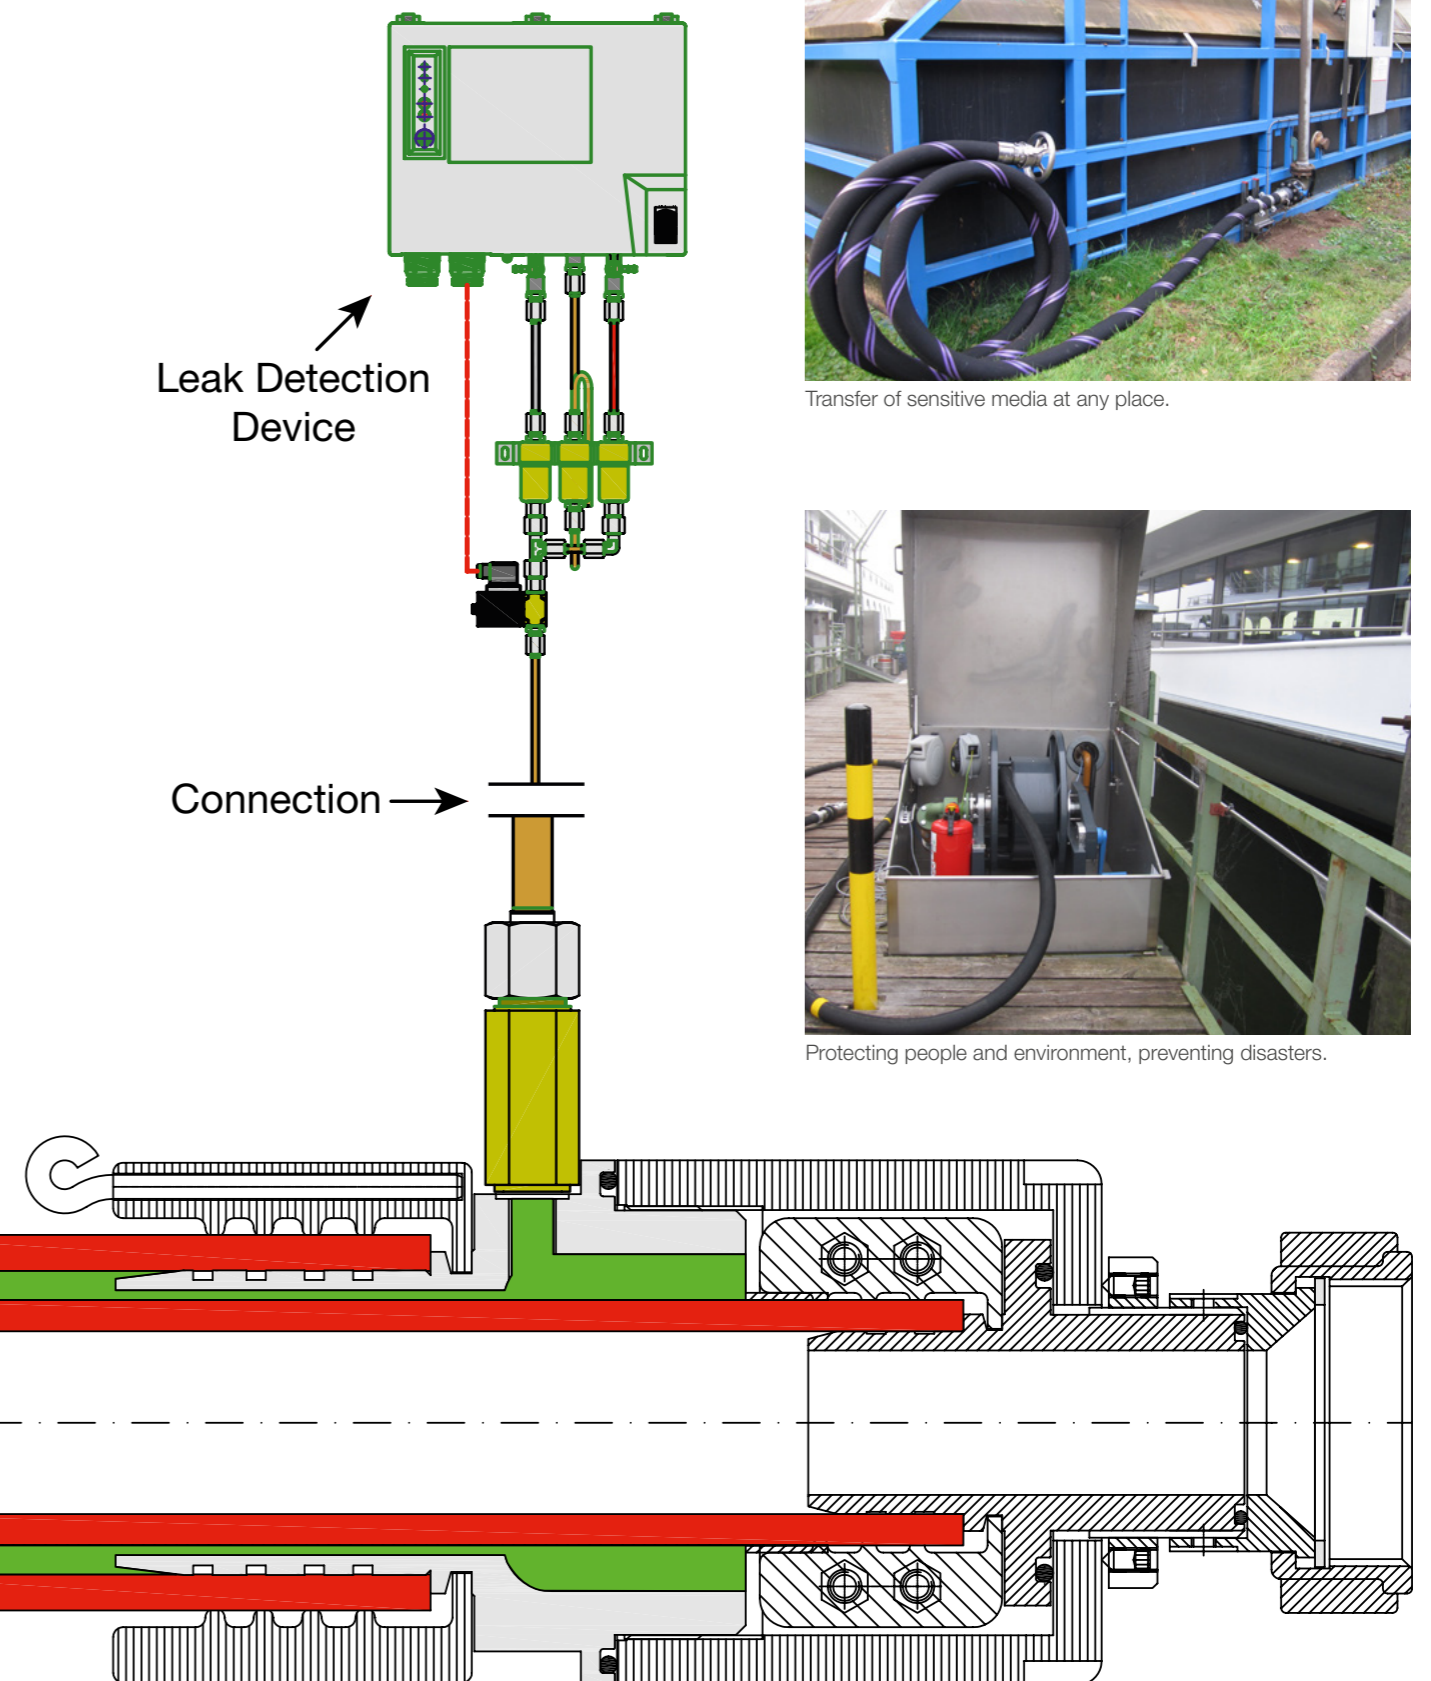 Leak Detection
Device
Connection
Transfer of sensitive media at any place.
Protecting people and environment, preventing disasters.